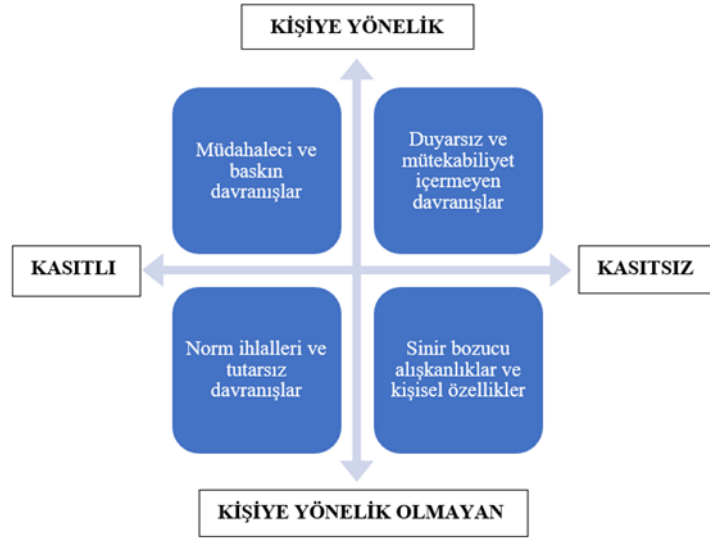 KİŞİYE YÖNELİK
Müdahaleci ve
baskın
davranışlar
Duyarsız ve
mütekabiliyet
içermeyen
davranışlar
KASITLI
KASITSIZ
Norm ihlalleri ve
tutarsız
davranışlar
Sinir bozucu
alışkanlıklar ve
kişisel özellikler
KİŞİYE YÖNELİK OLMAYAN